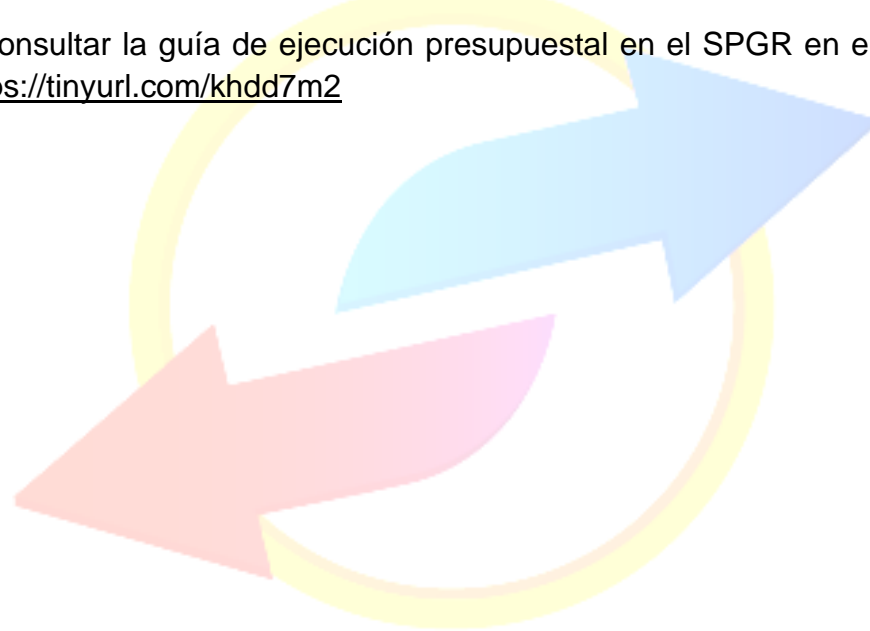 onsultar la guía de ejecución presupuestal en el SPGR en e
os://tinyurl.com/khdd7m2